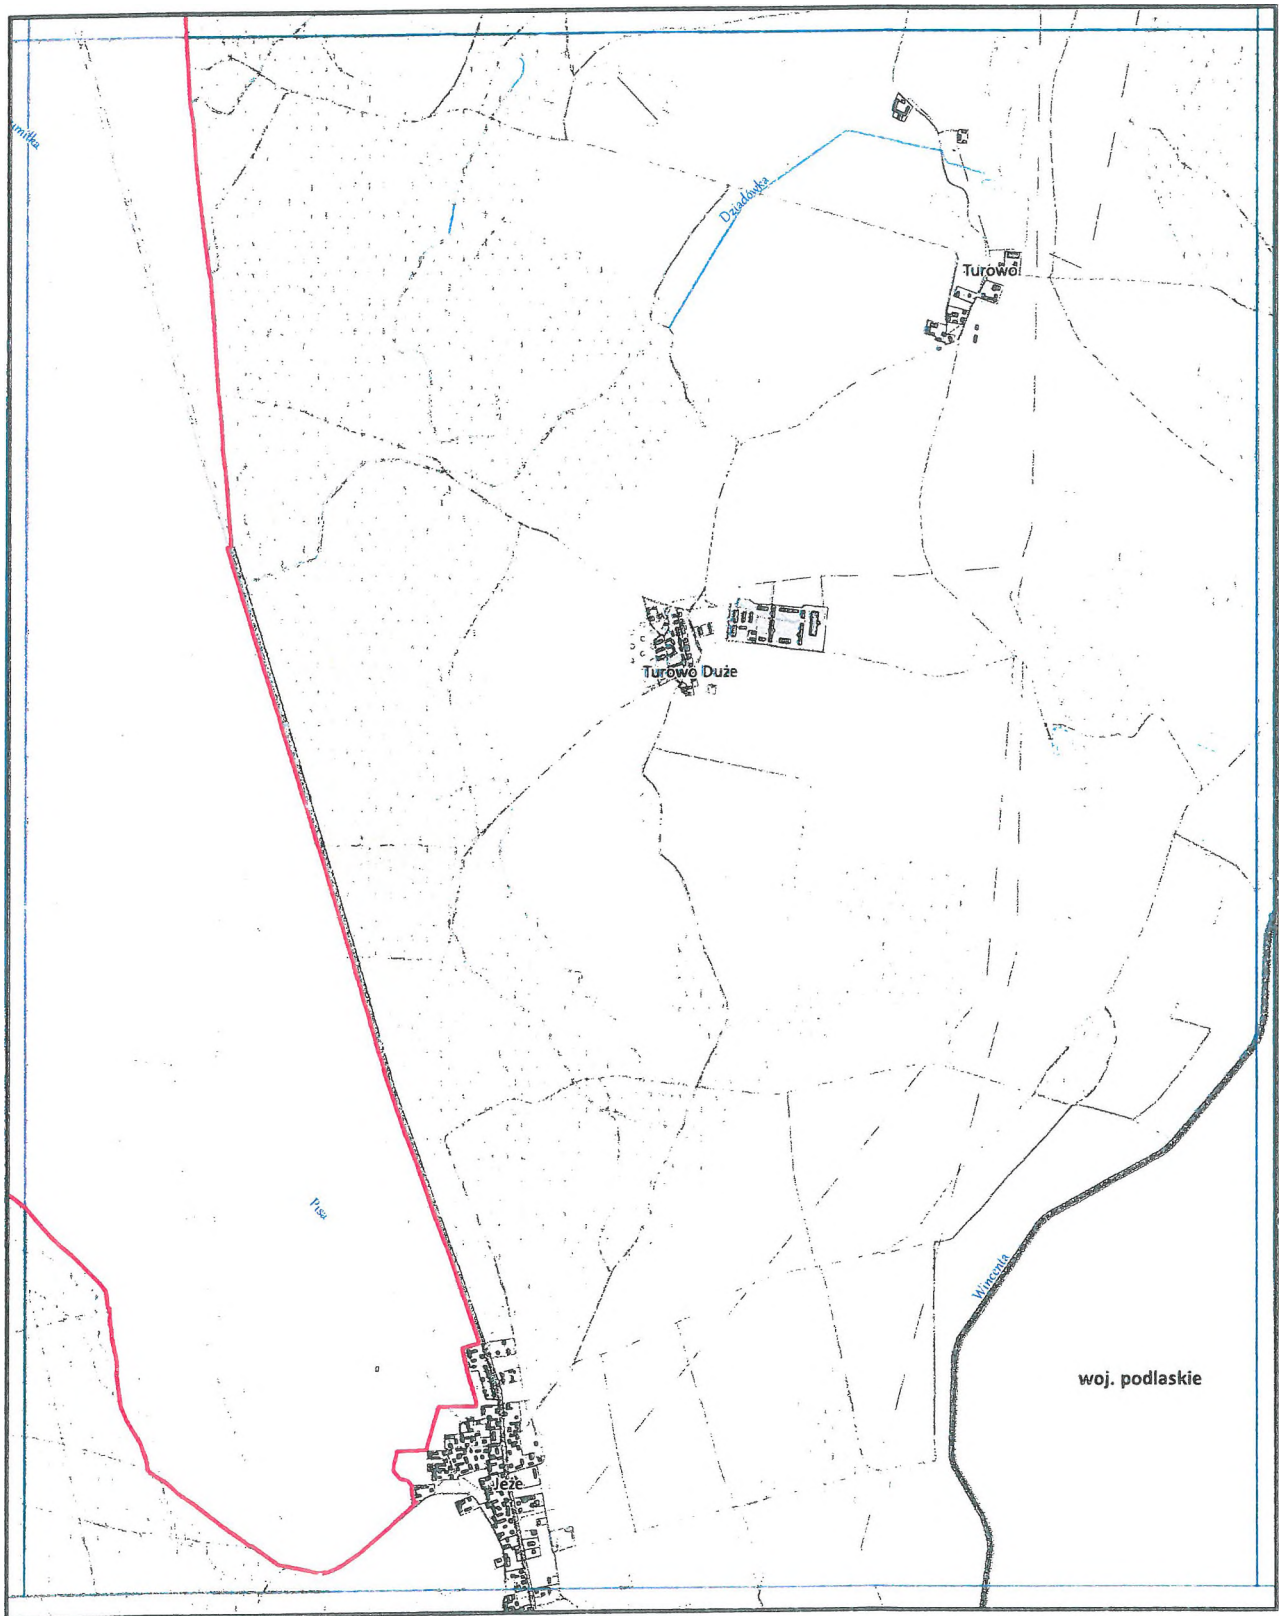 Dziadówka
Turowo
Turowo Duże
Pisa
Wincenta
woj. podlaskie
Jeże